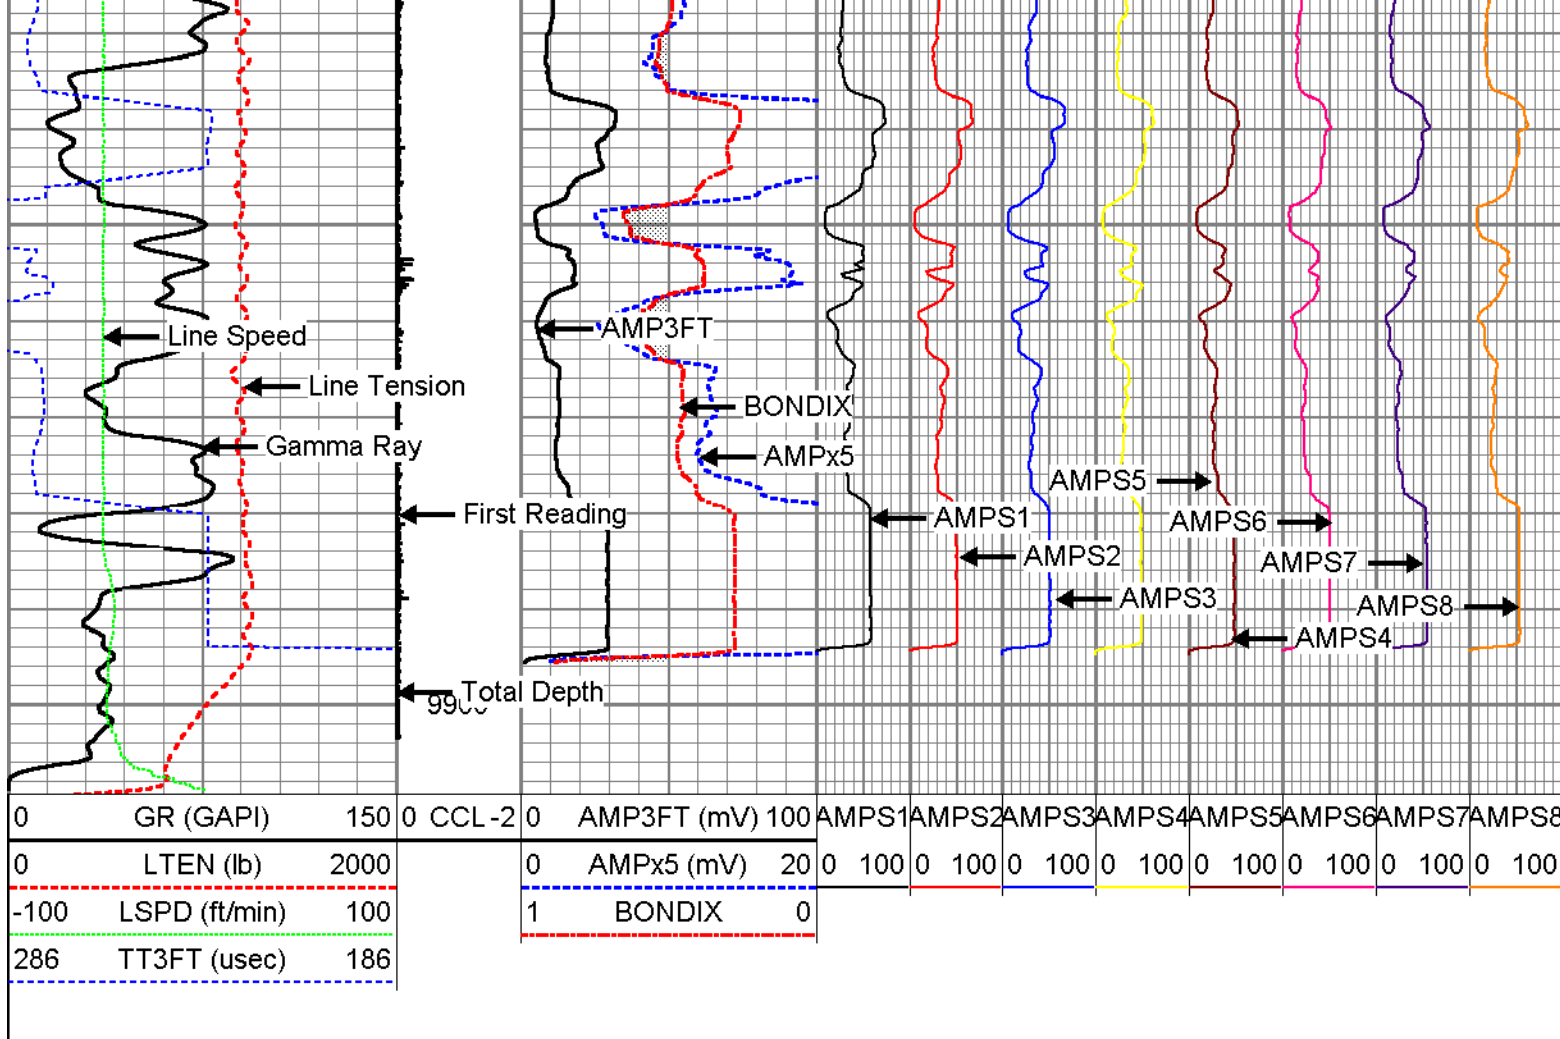 AMP3FT
Line Speed
Line Tension
BONDIX
Gamma Ray
AMPx5
AMPS5
First Reading
AMPS1
AMPS6
AMPS2
AMPS7
AMPS3
AMPS8
AMPS4
Total Depth
0 GR (GAPI) 150 0 CCL -2 0 AMP3FT (mV) 100 AMPS1 AMPS2 AMPS3 AMPS4 AMPS5 AMPS6 AMPS7 AMPS8
0 LTEN (lb) 2000 0 AMPx5 (mV) 20 0 100 0 100 0 100 0 100 0 100 0 100 0 100 0 100
-100 LSPD (ft/min) 100 1 BONDIX 0
286 TT3FT (usec) 186